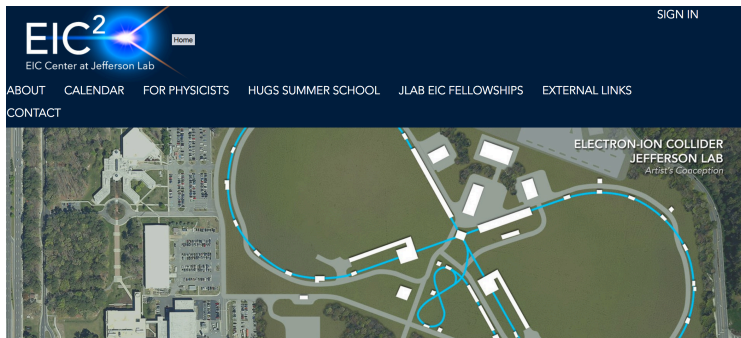 SIGN IN
EIC2
Home
EIC Center at Jefferson Lab
ABOUT CALENDAR FOR PHYSICISTS HUGS SUMMER SCHOOL JLAB EIC FELLOWSHIPS EXTERNAL LINKS
CONTACT
ELECTRON-ION COLLIDER
JEFFERSON LAB
Artist's Conception